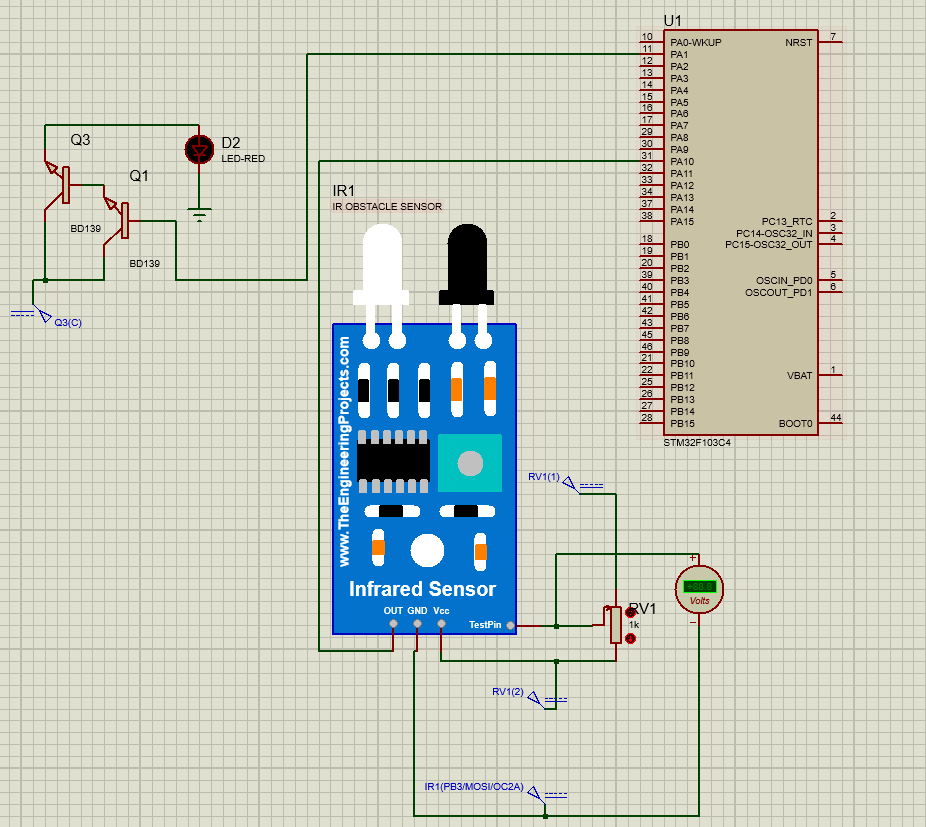 U1
10 PA0-WKUP NRST 7
11 PA1
12 PA2
13 PA3
14 PA4
15 PA5
16 PA6
17 PA7
29 PA8
30 PA9
31 PA10
32 PA11
33 PA12
34 PA13
37 PA14
38 PA15
PC13_RTC 2
PC14-OSC32_IN 3
18 PB0 PC15-OSC32_OUT 4
19 PB1
20 PB2
39 PB3 OSCIN_PD0 5
40 PB4 OSCOUT_PD1 6
41 PB5
42 PB6
43 PB7
45 PB8
46 PB9
21 PB10
22 PB11 VBAT 1
25 PB12
26 PB13
27 PB14
28 PB15 BOOT0 44
STM32F103C4
Q3
D2
LED-RED
Q1
BD139
BD139
Q3(C)
IR1
IR OBSTACLE SENSOR
www.TheEngineeringProjects.com
Infrared Sensor
OUT GND Vcc
TestPin
RV1(1)
+
Volts
−
RV1
1k
RV1(2)
IR1(PB3/MOSI/OC2A)